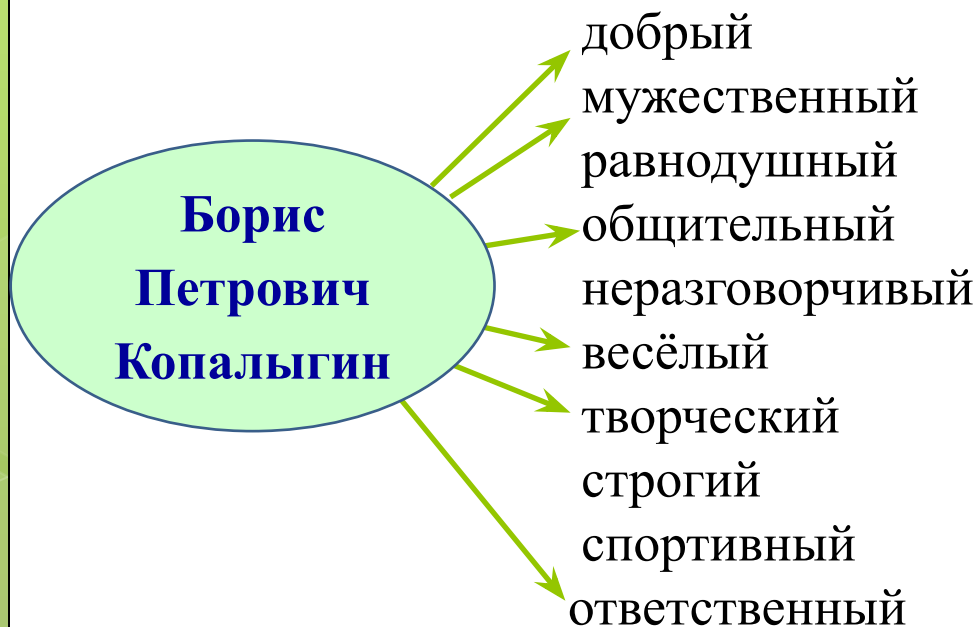 Борис
Петрович
Копалыгин
добрый
мужественный
равнодушный
общительный
неразговорчивый
весёлый
творческий
строгий
спортивный
ответственный